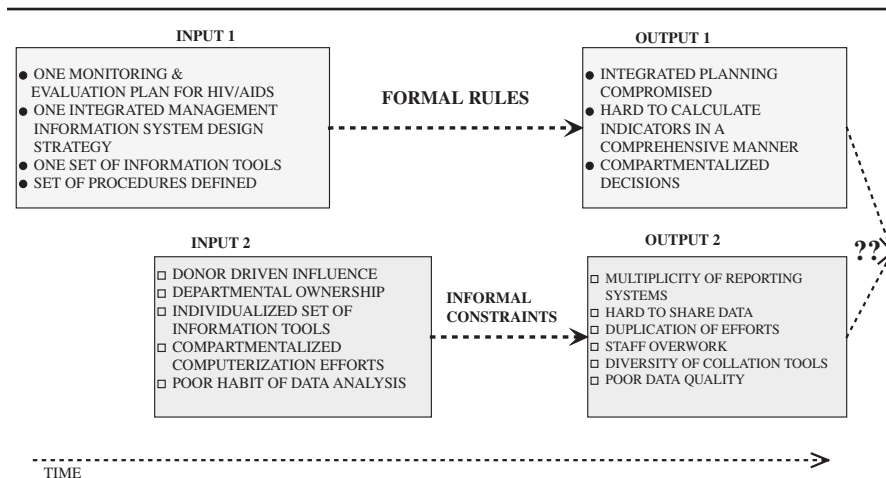 INPUT 1
● ONE MONITORING &
EVALUATION PLAN FOR HIV/AIDS
● ONE INTEGRATED MANAGEMENT
INFORMATION SYSTEM DESIGN
STRATEGY
● ONE SET OF INFORMATION TOOLS
● SET OF PROCEDURES DEFINED
FORMAL RULES
OUTPUT 1
● INTEGRATED PLANNING
COMPROMISED
● HARD TO CALCULATE
INDICATORS IN A
COMPREHENSIVE MANNER
● COMPARTMENTALIZED
DECISIONS
INPUT 2
□ DONOR DRIVEN INFLUENCE
□ DEPARTMENTAL OWNERSHIP
□ INDIVIDUALIZED SET OF
INFORMATION TOOLS
□ COMPARTMENTALIZED
COMPUTERIZATION EFFORTS
□ POOR HABIT OF DATA ANALYSIS
INFORMAL
CONSTRAINTS
OUTPUT 2
□ MULTIPLICITY OF REPORTING
SYSTEMS
□ HARD TO SHARE DATA
□ DUPLICATION OF EFFORTS
□ STAFF OVERWORK
□ DIVERSITY OF COLLATION TOOLS
□ POOR DATA QUALITY
??
TIME